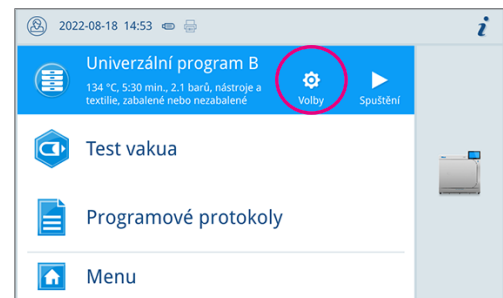 2022-08-18 14:53
Univerzální program B
134 °C, 5:30 min., 2.1 barů, nástroje a
textilie, zabalené nebo nezabalené
Volby
Spuštění
Test vakua
Programové protokoly
Menu